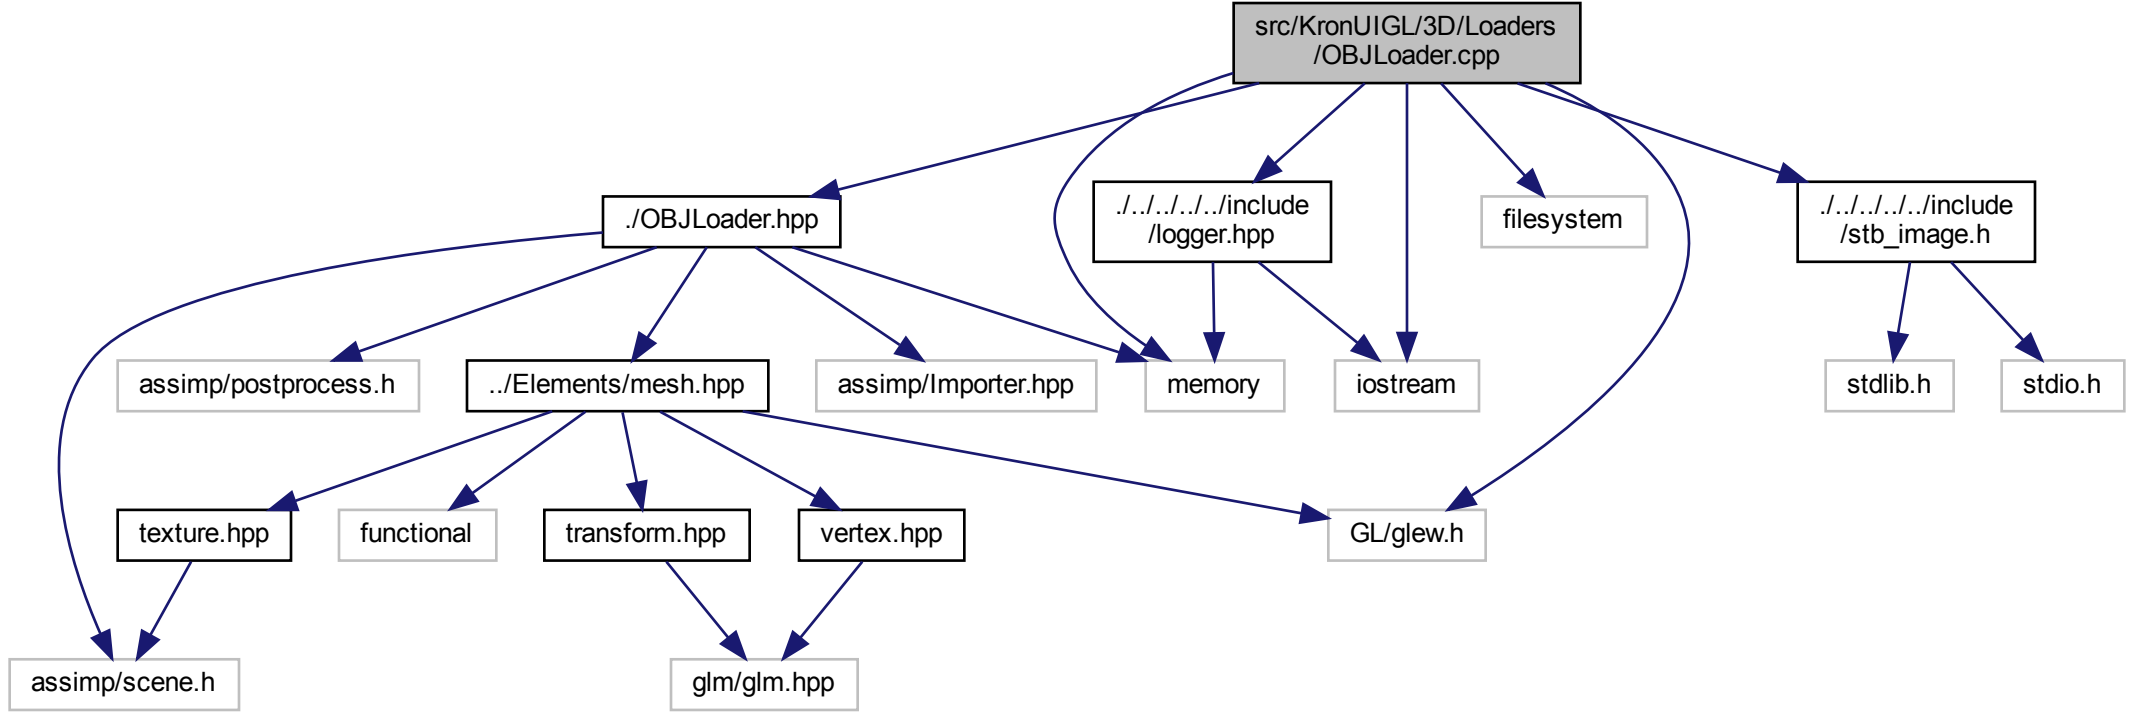 src/KronUIGL/3D/Loaders
/OBJLoader.cpp
./OBJLoader.hpp
./../../../../include
/logger.hpp
filesystem
./../../../../include
/stb_image.h
assimp/postprocess.h
../Elements/mesh.hpp
assimp/Importer.hpp
memory
iostream
stdlib.h
stdio.h
texture.hpp
functional
transform.hpp
vertex.hpp
GL/glew.h
assimp/scene.h
glm/glm.hpp